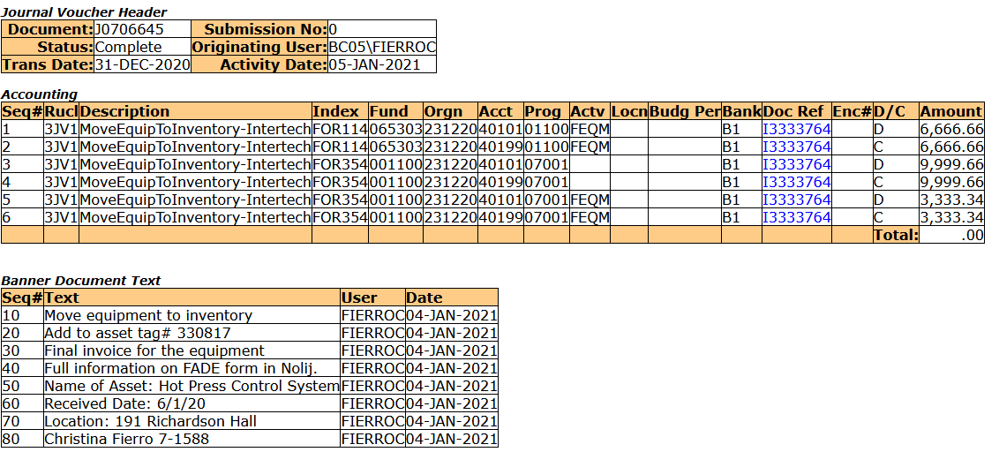 Journal Voucher Header
Document: J0706645 Submission No: 0
Status: Complete Originating User: BC05\FIERROC
Trans Date: 31-DEC-2020 Activity Date: 05-JAN-2021
Accounting
Seq# Rucl Description Index Fund Orgn Acct Prog Actv Locn Budg Per Bank Doc Ref Enc# D/C Amount
1 3JV1 MoveEquipToInventory-Intertech FOR114 065303 231220 40101 01100 FEQM B1 I3333764 D 6,666.66
2 3JV1 MoveEquipToInventory-Intertech FOR114 065303 231220 40199 01100 FEQM B1 I3333764 C 6,666.66
3 3JV1 MoveEquipToInventory-Intertech FOR354 001100 231220 40101 07001 B1 I3333764 D 9,999.66
4 3JV1 MoveEquipToInventory-Intertech FOR354 001100 231220 40199 07001 B1 I3333764 C 9,999.66
5 3JV1 MoveEquipToInventory-Intertech FOR354 001100 231220 40101 07001 FEQM B1 I3333764 D 3,333.34
6 3JV1 MoveEquipToInventory-Intertech FOR354 001100 231220 40199 07001 FEQM B1 I3333764 C 3,333.34
Total: .00
Banner Document Text
Seq# Text User Date
10 Move equipment to inventory FIERROC 04-JAN-2021
20 Add to asset tag# 330817 FIERROC 04-JAN-2021
30 Final invoice for the equipment FIERROC 04-JAN-2021
40 Full information on FADE form in Nolij. FIERROC 04-JAN-2021
50 Name of Asset: Hot Press Control System FIERROC 04-JAN-2021
60 Received Date: 6/1/20 FIERROC 04-JAN-2021
70 Location: 191 Richardson Hall FIERROC 04-JAN-2021
80 Christina Fierro 7-1588 FIERROC 04-JAN-2021